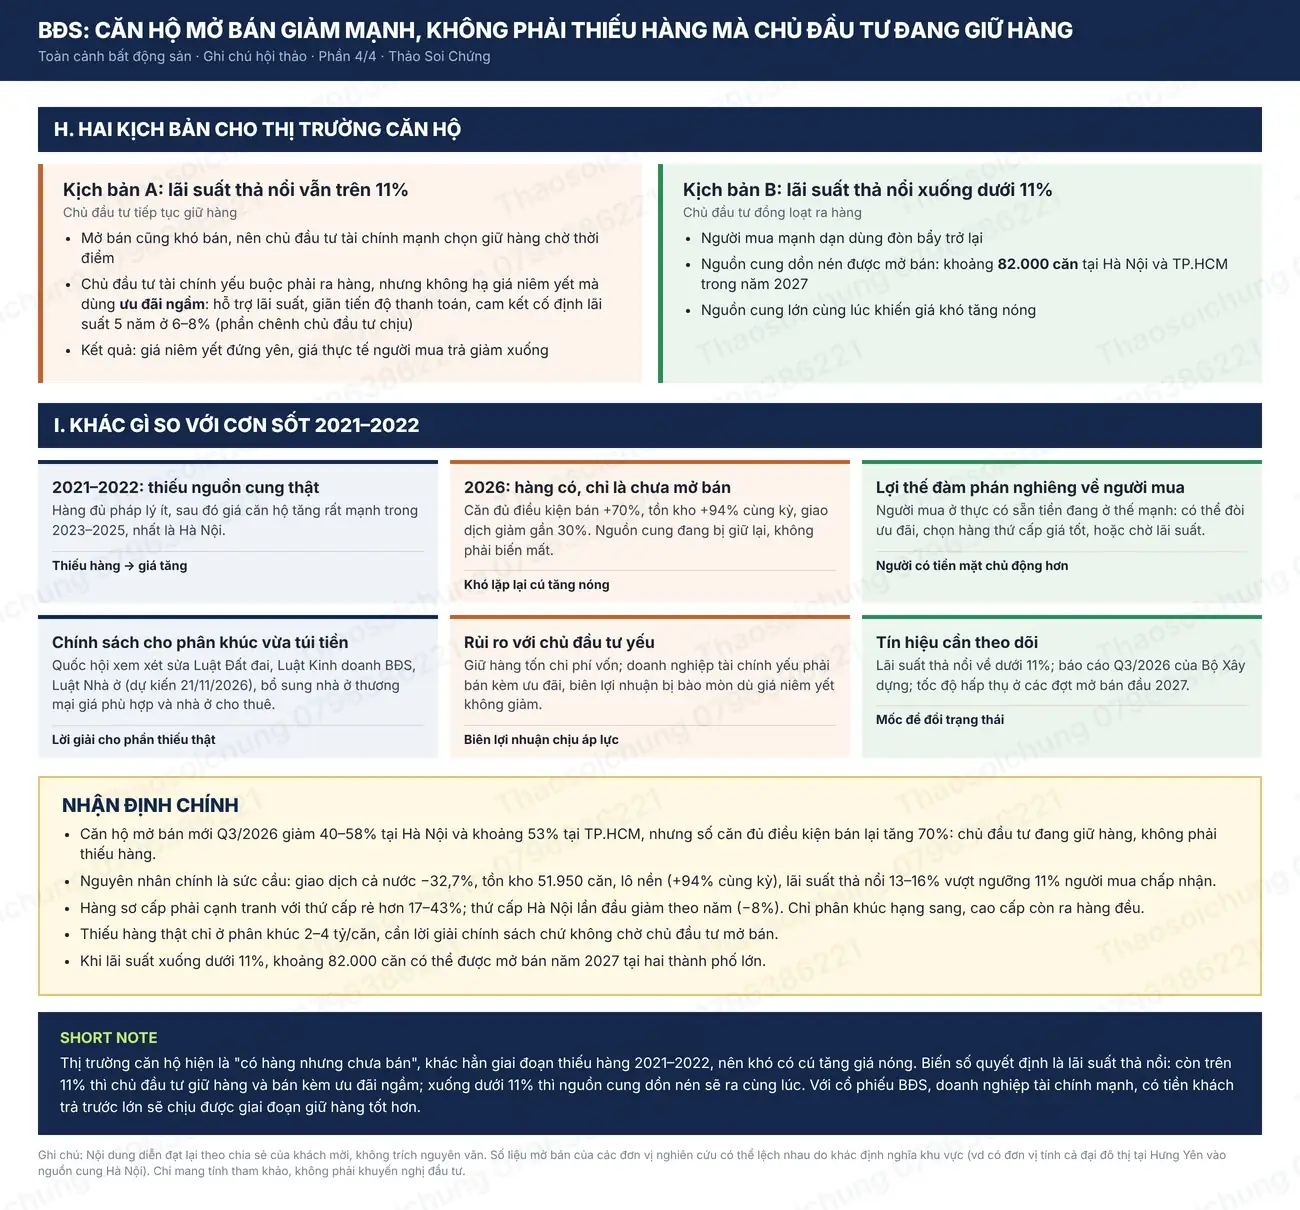 BĐS: CĂN HỘ MỞ BÁN GIẢM MẠNH, KHÔNG PHẢI THIẾU HÀNG MÀ CHỦ ĐẦU TƯ ĐANG GIỮ HÀNG
Toàn cảnh bất động sản · Ghi chú hội thảo · Phần 4/4 · Thảo Soi Chứng
H. HAI KỊCH BẢN CHO THỊ TRƯỜNG CĂN HỘ
Kịch bản A: lãi suất thả nổi vẫn trên 11%
Chủ đầu tư tiếp tục giữ hàng
• Mở bán cũng khó bán, nên chủ đầu tư tài chính mạnh chọn giữ hàng chờ thời
điểm
• Chủ đầu tư tài chính yếu buộc phải ra hàng, nhưng không hạ giá niêm yết mà
dùng ưu đãi ngầm: hỗ trợ lãi suất, giãn tiến độ thanh toán, cam kết cố định lãi
suất 5 năm ở 6–8% (phần chênh chủ đầu tư chịu)
• Kết quả: giá niêm yết đứng yên, giá thực tế người mua trả giảm xuống
Kịch bản B: lãi suất thả nổi xuống dưới 11%
Chủ đầu tư đồng loạt ra hàng
• Người mua mạnh dạn dùng đòn bẩy trở lại
• Nguồn cung dồn nén được mở bán: khoảng 82.000 căn tại Hà Nội và TP.HCM
trong năm 2027
• Nguồn cung lớn cùng lúc khiến giá khó tăng nóng
I. KHÁC GÌ SO VỚI CƠN SỐT 2021–2022
2021–2022: thiếu nguồn cung thật
Hàng đủ pháp lý ít, sau đó giá căn hộ tăng rất mạnh trong
2023–2025, nhất là Hà Nội.
Thiếu hàng → giá tăng
2026: hàng có, chỉ là chưa mở bán
Căn đủ điều kiện bán +70%, tồn kho +94% cùng kỳ, giao
dịch giảm gần 30%. Nguồn cung đang bị giữ lại, không
phải biến mất.
Khó lặp lại cú tăng nóng
Lợi thế đàm phán nghiêng về người mua
Người mua ở thực có sẵn tiền đang ở thế mạnh: có thể đòi
ưu đãi, chọn hàng thứ cấp giá tốt, hoặc chờ lãi suất.
Người có tiền mặt chủ động hơn
Chính sách cho phân khúc vừa túi tiền
Quốc hội xem xét sửa Luật Đất đai, Luật Kinh doanh BĐS,
Luật Nhà ở (dự kiến 21/11/2026), bổ sung nhà ở thương
mại giá phù hợp và nhà ở cho thuê.
Lời giải cho phần thiếu thật
Rủi ro với chủ đầu tư yếu
Giữ hàng tốn chi phí vốn; doanh nghiệp tài chính yếu phải
bán kèm ưu đãi, biên lợi nhuận bị bào mòn dù giá niêm yết
không giảm.
Biên lợi nhuận chịu áp lực
Tín hiệu cần theo dõi
Lãi suất thả nổi về dưới 11%; báo cáo Q3/2026 của Bộ Xây
dựng; tốc độ hấp thụ ở các đợt mở bán đầu 2027.
Mốc để đổi trạng thái
NHẬN ĐỊNH CHÍNH
• Căn hộ mở bán mới Q3/2026 giảm 40–58% tại Hà Nội và khoảng 53% tại TP.HCM, nhưng số căn đủ điều kiện bán lại tăng 70%: chủ đầu tư đang giữ hàng, không phải
thiếu hàng.
• Nguyên nhân chính là sức cầu: giao dịch cả nước −32,7%, tồn kho 51.950 căn, lô nền (+94% cùng kỳ), lãi suất thả nổi 13–16% vượt ngưỡng 11% người mua chấp nhận.
• Hàng sơ cấp phải cạnh tranh với thứ cấp rẻ hơn 17–43%; thứ cấp Hà Nội lần đầu giảm theo năm (−8%). Chỉ phân khúc hạng sang, cao cấp còn ra hàng đều.
• Thiếu hàng thật chỉ ở phân khúc 2–4 tỷ/căn, cần lời giải chính sách chứ không chờ chủ đầu tư mở bán.
• Khi lãi suất xuống dưới 11%, khoảng 82.000 căn có thể được mở bán năm 2027 tại hai thành phố lớn.
SHORT NOTE
Thị trường căn hộ hiện là "có hàng nhưng chưa bán", khác hẳn giai đoạn thiếu hàng 2021–2022, nên khó có cú tăng giá nóng. Biến số quyết định là lãi suất thả nổi: còn trên
11% thì chủ đầu tư giữ hàng và bán kèm ưu đãi ngầm; xuống dưới 11% thì nguồn cung dồn nén sẽ ra cùng lúc. Với cổ phiếu BĐS, doanh nghiệp tài chính mạnh, có tiền khách
trả trước lớn sẽ chịu được giai đoạn giữ hàng tốt hơn.
Ghi chú: Nội dung diễn đạt lại theo chia sẻ của khách mời, không trích nguyên văn. Số liệu mở bán của các đơn vị nghiên cứu có thể lệch nhau do khác định nghĩa khu vực (vd có đơn vị tính cả đại đô thị tại Hưng Yên vào
nguồn cung Hà Nội). Chỉ mang tính tham khảo, không phải khuyến nghị đầu tư.
Thaosoichung 0796386221